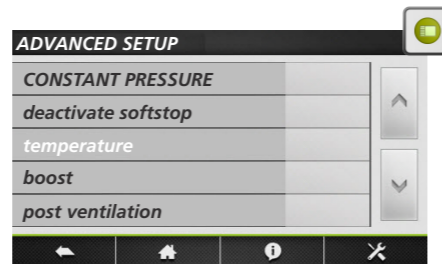 ADVANCED SETUP
CONSTANT PRESSURE
deactivate softstop
temperature
boost
post ventilation